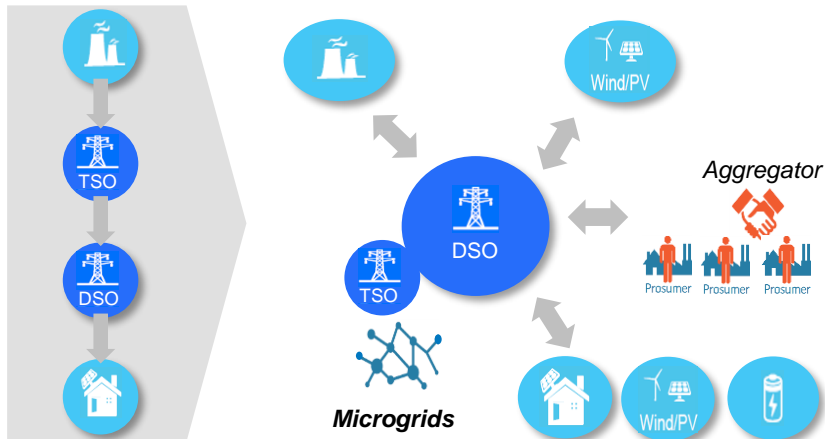 TSO
DSO
Wind/PV
Aggregator
DSO
TSO
Prosumer Prosumer Prosumer
Microgrids
Wind/PV